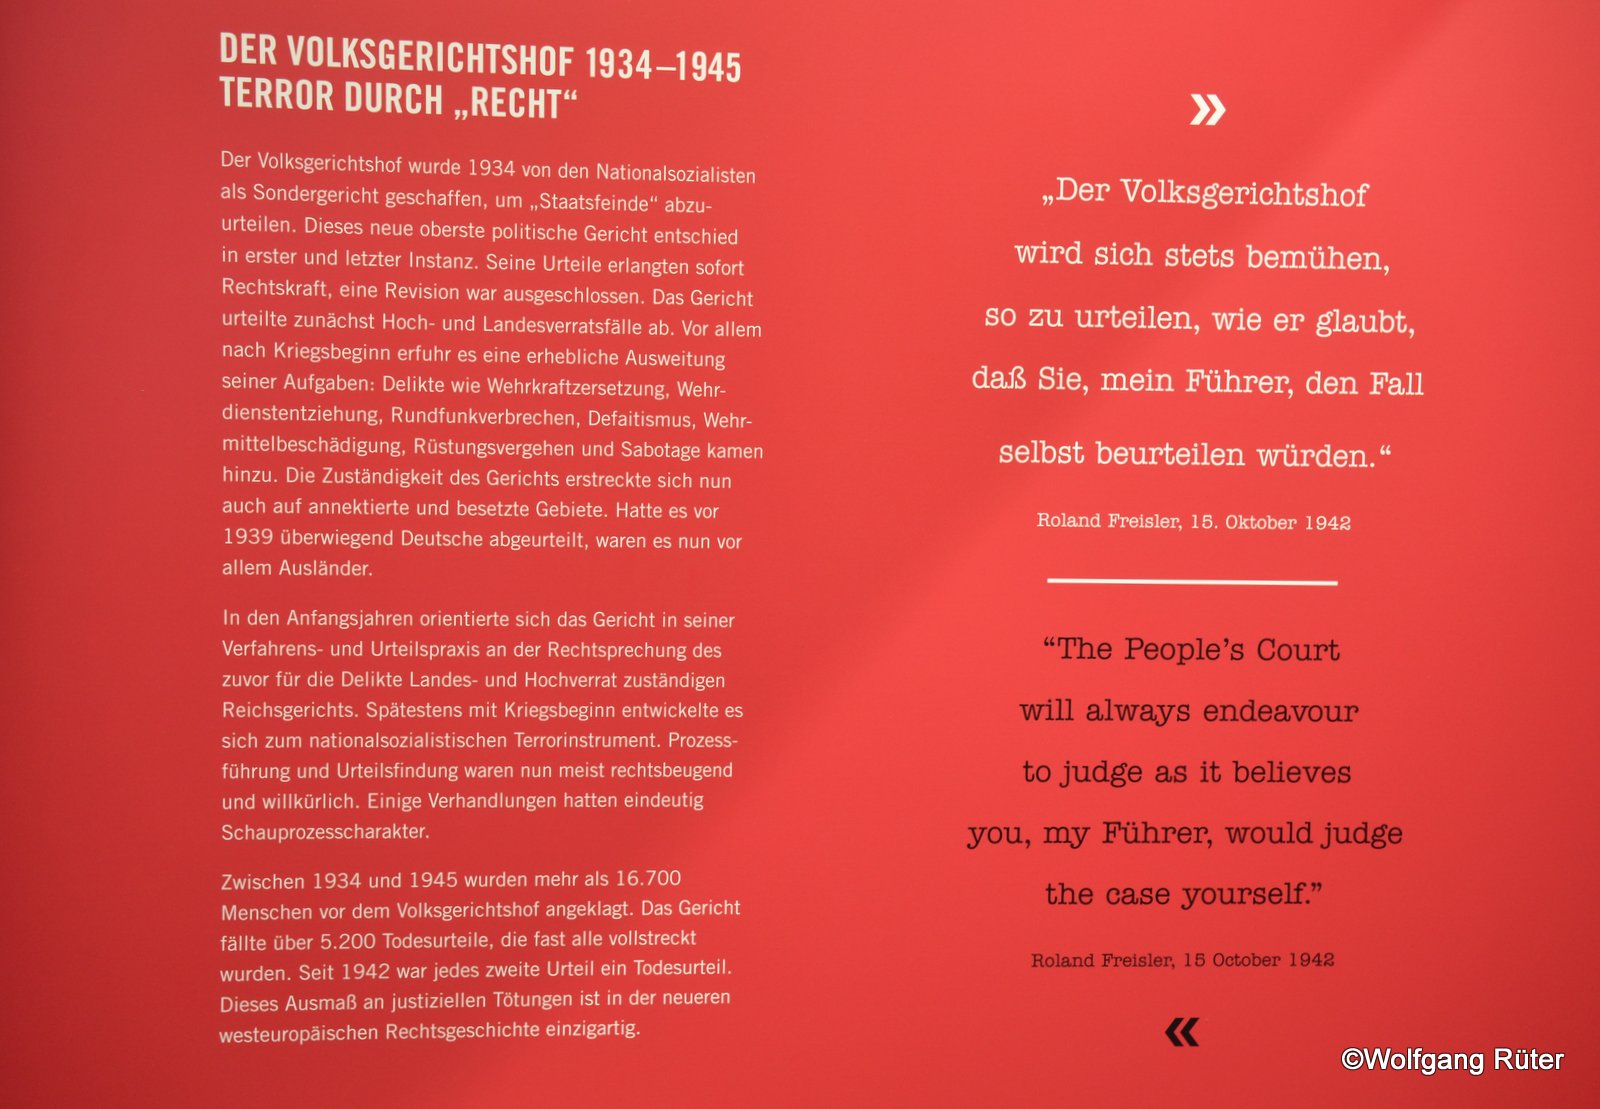 DER VOLKSGERICHTSHOF 1934–1945
TERROR DURCH „RECHT“
Der Volksgerichtshof wurde 1934 von den Nationalsozialisten
als Sondergericht geschaffen, um „Staatsfeinde“ abzu-
urteilen. Dieses neue oberste politische Gericht entschied
in erster und letzter Instanz. Seine Urteile erlangten sofort
Rechtskraft, eine Revision war ausgeschlossen. Das Gericht
urteilte zunächst Hoch- und Landesverratsfälle ab. Vor allem
nach Kriegsbeginn erfuhr es eine erhebliche Ausweitung
seiner Aufgaben: Delikte wie Wehrkraftzersetzung, Wehr-
dienstentziehung, Rundfunkverbrechen, Defaitismus, Wehr-
mittelbeschädigung, Rüstungsvergehen und Sabotage kamen
hinzu. Die Zuständigkeit des Gerichts erstreckte sich nun
auch auf annektierte und besetzte Gebiete. Hatte es vor
1939 überwiegend Deutsche abgeurteilt, waren es nun vor
allem Ausländer.
In den Anfangsjahren orientierte sich das Gericht in seiner
Verfahrens- und Urteilspraxis an der Rechtsprechung des
zuvor für die Delikte Landes- und Hochverrat zuständigen
Reichsgerichts. Spätestens mit Kriegsbeginn entwickelte es
sich zum nationalsozialistischen Terrorinstrument. Prozess-
führung und Urteilsfindung waren nun meist rechtsbeugend
und willkürlich. Einige Verhandlungen hatten eindeutig
Schauprozesscharakter.
Zwischen 1934 und 1945 wurden mehr als 16.700
Menschen vor dem Volksgerichtshof angeklagt. Das Gericht
fällte über 5.200 Todesurteile, die fast alle vollstreckt
wurden. Seit 1942 war jedes zweite Urteil ein Todesurteil.
Dieses Ausmaß an justiziellen Tötungen ist in der neueren
westeuropäischen Rechtsgeschichte einzigartig.
»
„Der Volksgerichtshof
wird sich stets bemühen,
so zu urteilen, wie er glaubt,
daß Sie, mein Führer, den Fall
selbst beurteilen würden.“
Roland Freisler, 15. Oktober 1942
“The People’s Court
will always endeavour
to judge as it believes
you, my Führer, would judge
the case yourself.”
Roland Freisler, 15 October 1942
«
©Wolfgang Rüter